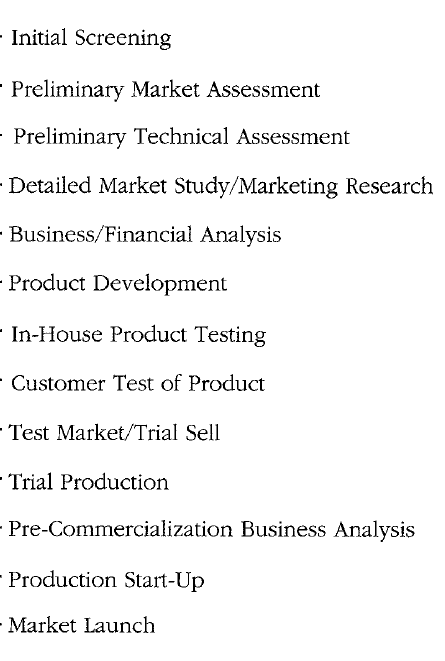 · Initial Screening
· Preliminary Market Assessment
· Preliminary Technical Assessment
· Detailed Market Study/Marketing Research
· Business/Financial Analysis
· Product Development
· In-House Product Testing
· Customer Test of Product
· Test Market/Trial Sell
· Trial Production
· Pre-Commercialization Business Analysis
· Production Start-Up
· Market Launch